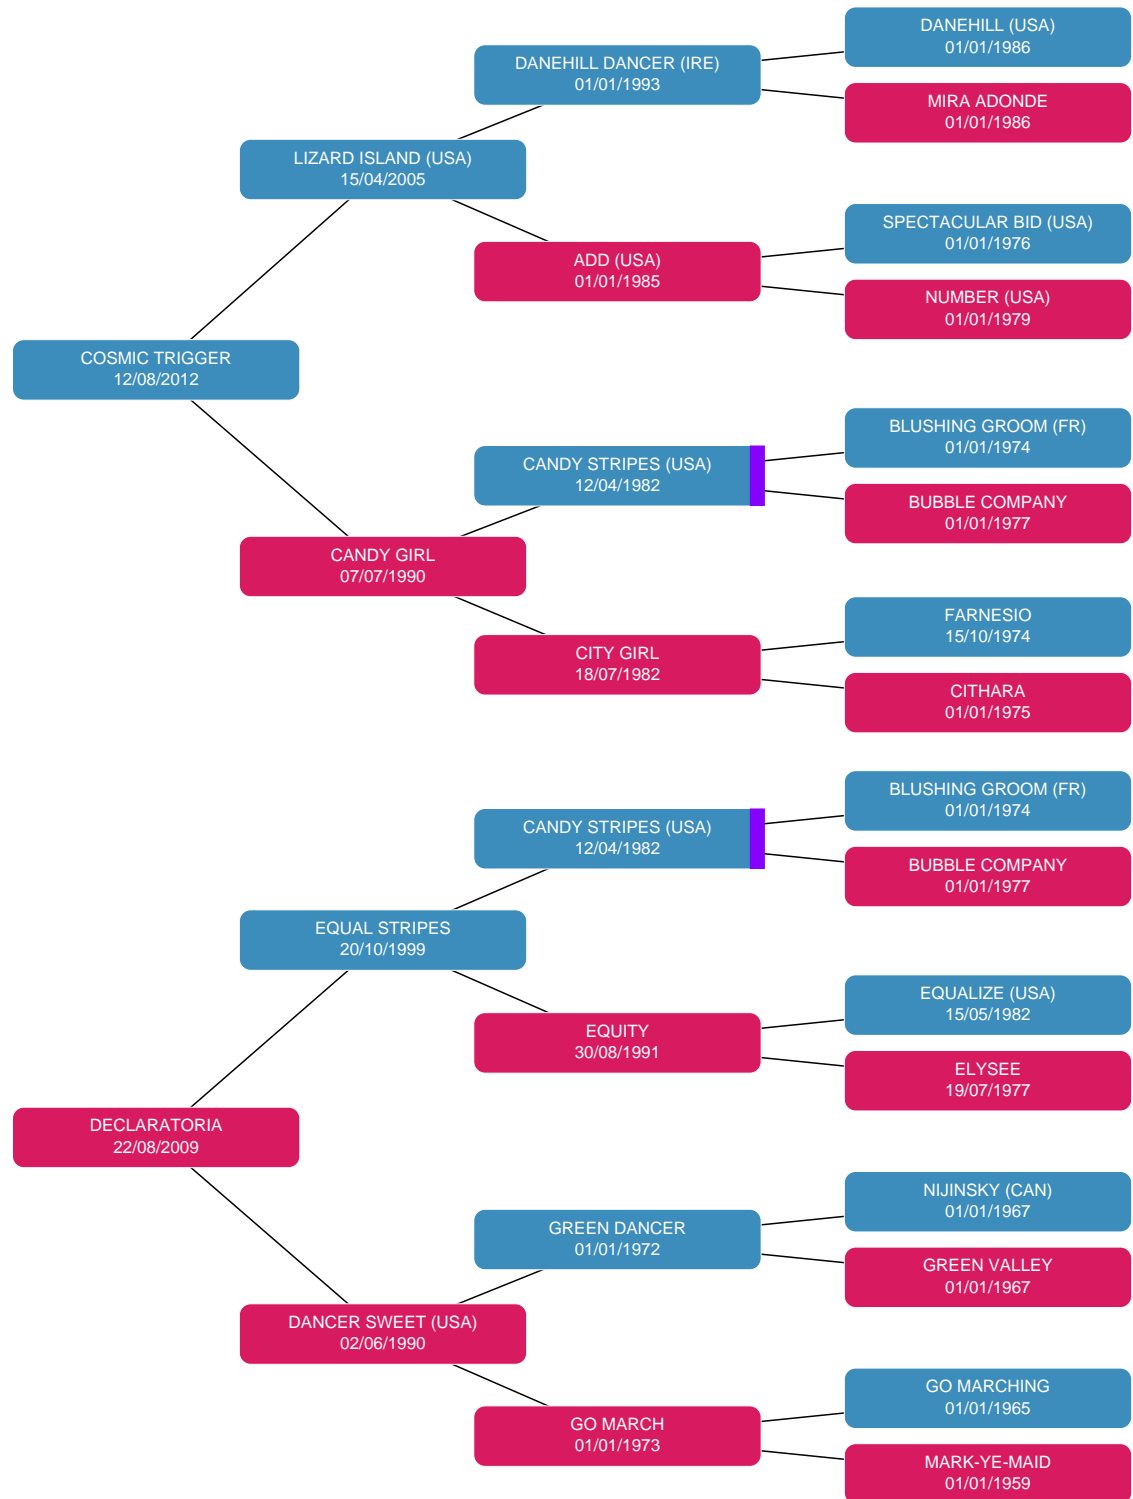 DANEHILL (USA)
01/01/1986
DANEHILL DANCER (IRE)
01/01/1993
MIRA ADONDE
01/01/1986
LIZARD ISLAND (USA)
15/04/2005
SPECTACULAR BID (USA)
01/01/1976
ADD (USA)
01/01/1985
NUMBER (USA)
01/01/1979
COSMIC TRIGGER
12/08/2012
BLUSHING GROOM (FR)
01/01/1974
CANDY STRIPES (USA)
12/04/1982
BUBBLE COMPANY
01/01/1977
CANDY GIRL
07/07/1990
FARNESIO
15/10/1974
CITY GIRL
18/07/1982
CITHARA
01/01/1975
BLUSHING GROOM (FR)
01/01/1974
CANDY STRIPES (USA)
12/04/1982
BUBBLE COMPANY
01/01/1977
EQUAL STRIPES
20/10/1999
EQUALIZE (USA)
15/05/1982
EQUITY
30/08/1991
ELYSEE
19/07/1977
DECLARATORIA
22/08/2009
NIJINSKY (CAN)
01/01/1967
GREEN DANCER
01/01/1972
GREEN VALLEY
01/01/1967
DANCER SWEET (USA)
02/06/1990
GO MARCHING
01/01/1965
GO MARCH
01/01/1973
MARK-YE-MAID
01/01/1959